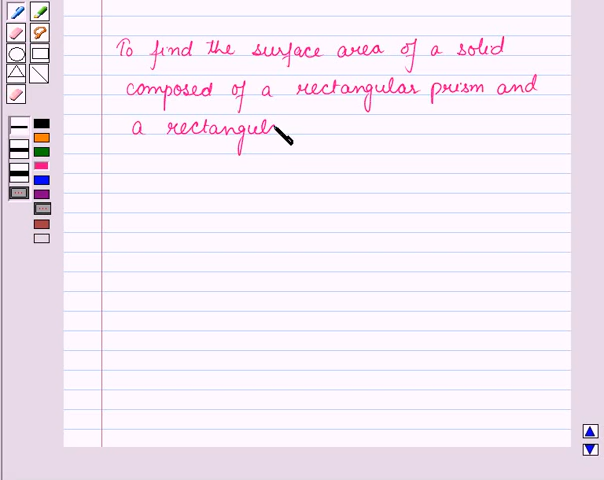 To find the surface area of a solid
composed of a rectangular prism and
a rectangul